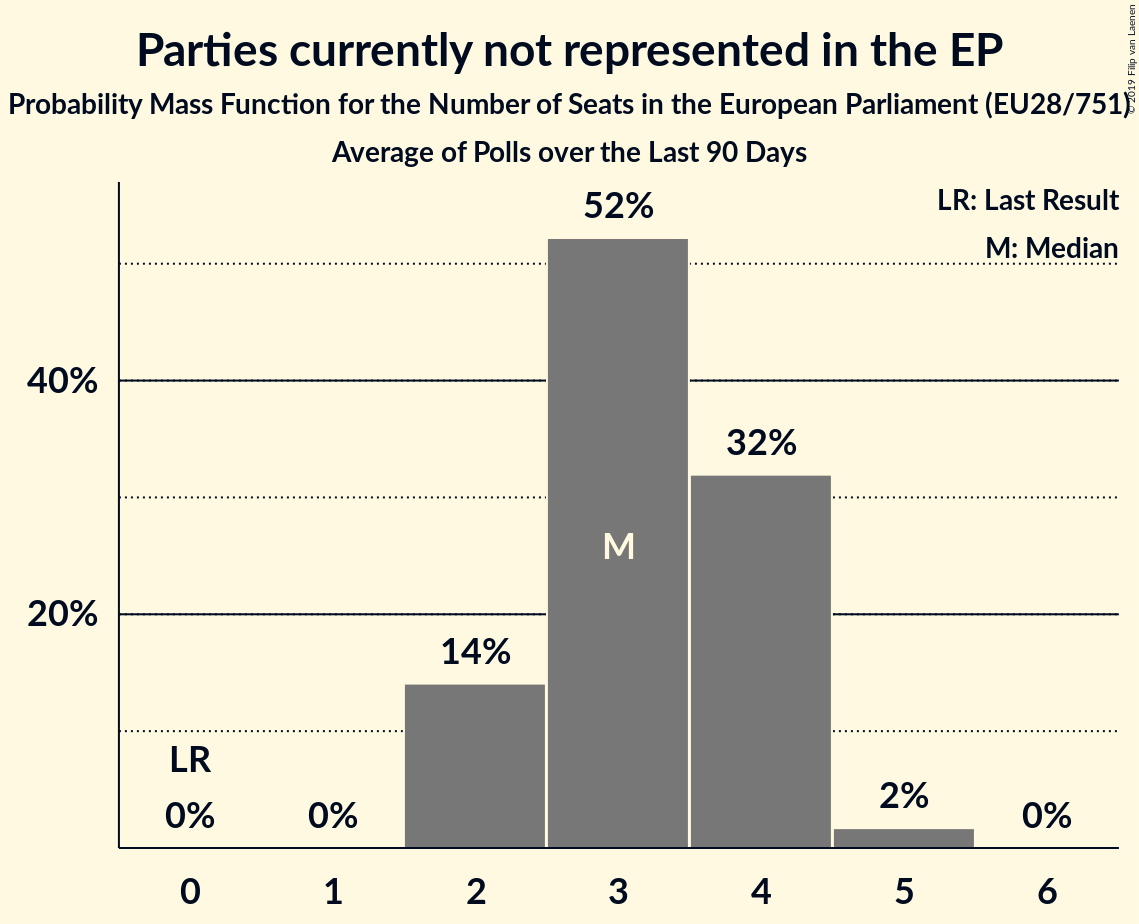 Parties currently not represented in the EP
Probability Mass Function for the Number of Seats in the European Parliament (EU28/751)
Average of Polls over the Last 90 Days
© 2019 Filip van Laenen
LR: Last Result
M: Median
52%
40%
32%
M
20%
14%
LR
0%
0%
2%
0%
0
1
2
3
4
5
6